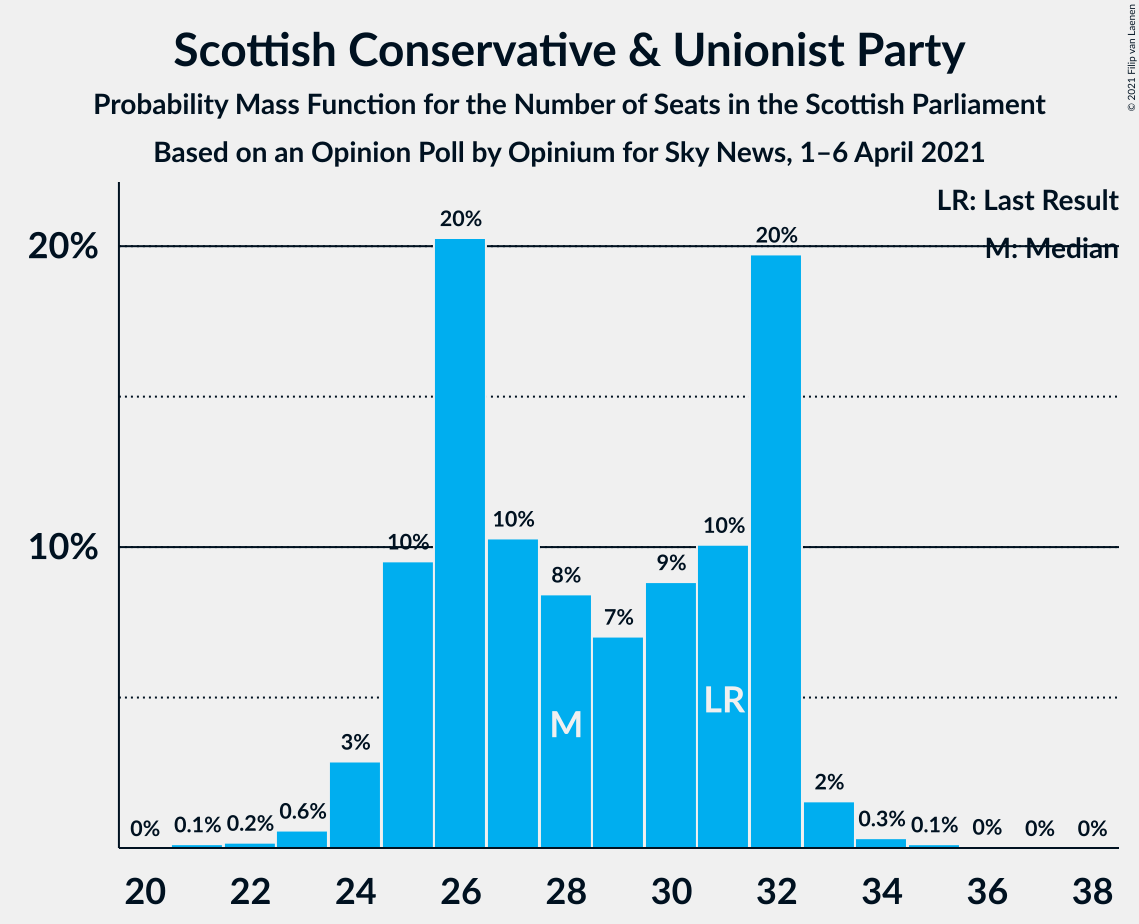 Scottish Conservative & Unionist Party
Probability Mass Function for the Number of Seats in the Scottish Parliament
Based on an Opinion Poll by Opinium for Sky News, 1–6 April 2021
© 2021 Filip van Laenen
LR: Last Result
M: Median
20%
10%
0% 0.1% 0.2% 0.6% 3% 10% 20% 10% 8% 7% 9% 10% 20% 2% 0.3% 0.1% 0% 0% 0%
M
LR
20 22 24 26 28 30 32 34 36 38